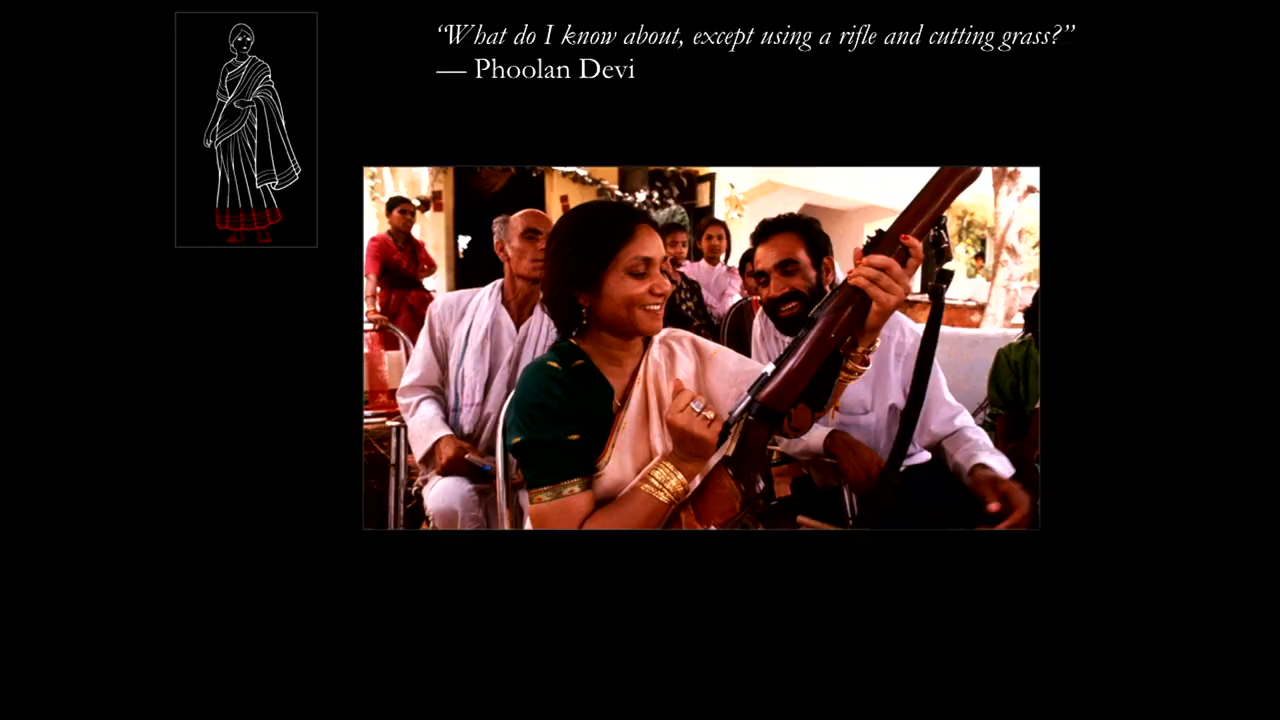 “What do I know about, except using a rifle and cutting grass?”
— Phoolan Devi